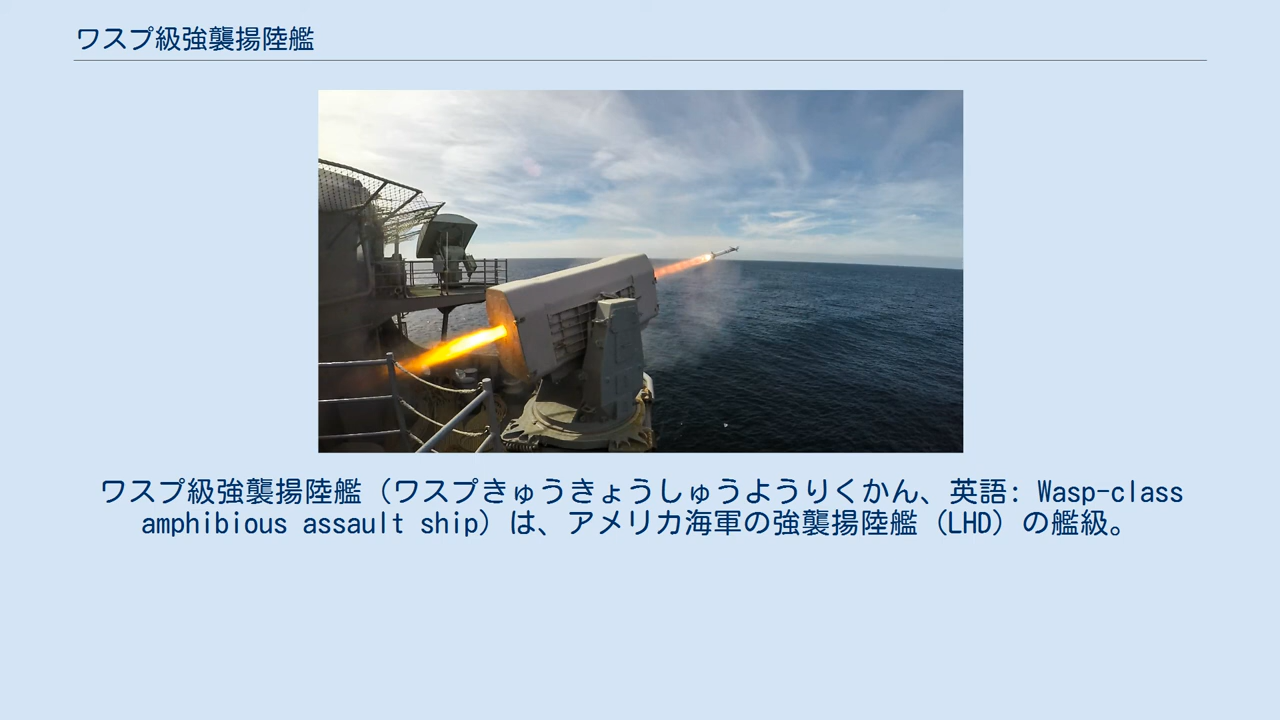 ワスプ級強襲揚陸艦
ワスプ級強襲揚陸艦（ワスプきゅうきょうしゅうようりくかん、英語: Wasp-class
amphibious assault ship）は、アメリカ海軍の強襲揚陸艦（LHD）の艦級。